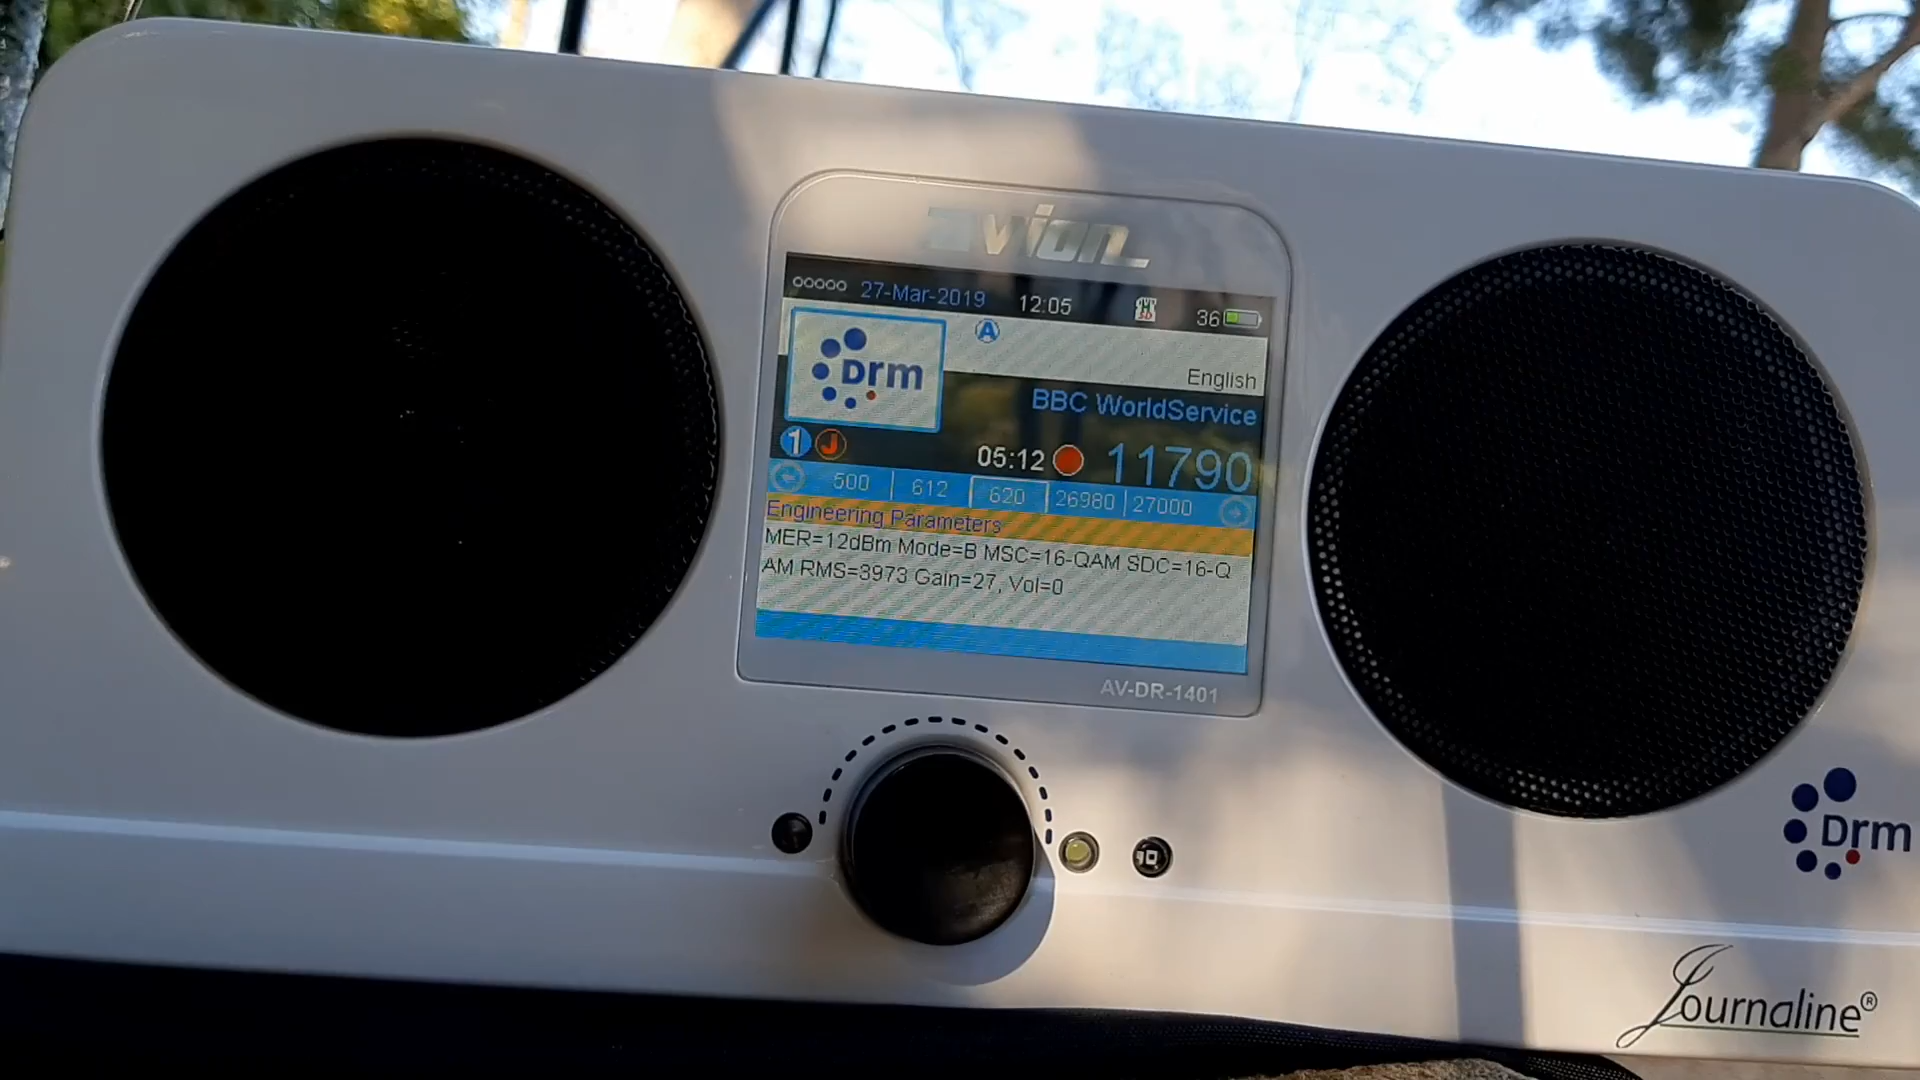 avion
27-Mar-2019 12:05 36
A
Drm
English
BBC WorldService
1 J 05:12 11790
500 612 620 26980 27000
Engineering Parameters
MER=12dBm Mode=B MSC=16-QAM SDC=16-Q
AM RMS=3973 Gain=27, Vol=0
AV-DR-1401
Drm
Journaline®